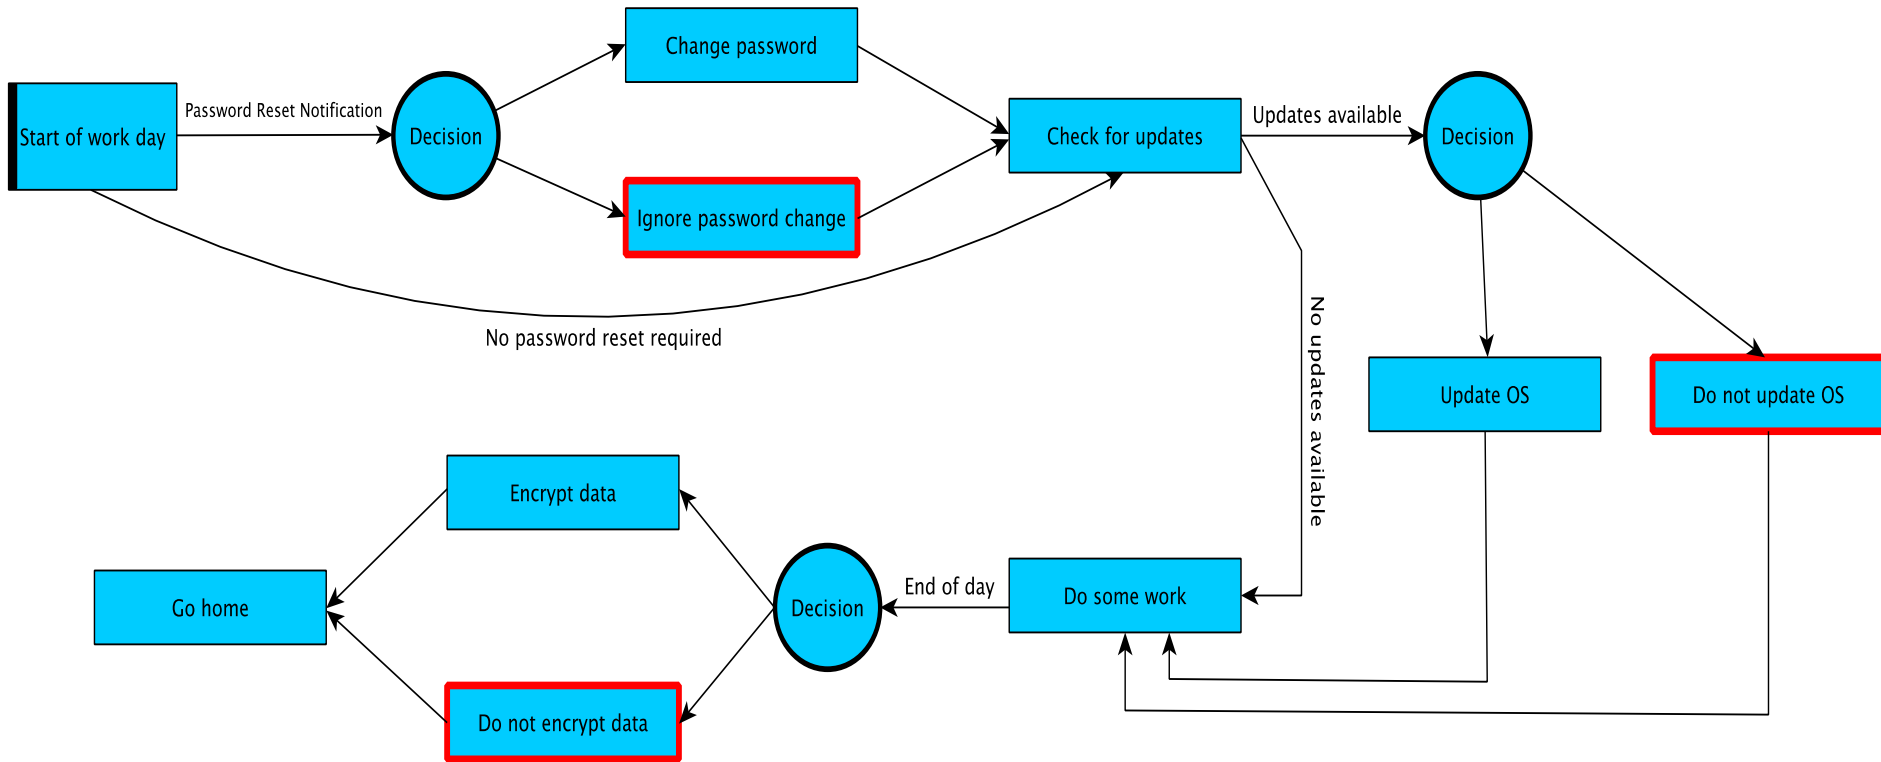 Change password
Password Reset Notification
Start of work day
Decision
Ignore password change
Check for updates
Updates available
Decision
No password reset required
No updates available
Update OS
Do not update OS
Encrypt data
End of day
Do some work
Decision
Go home
Do not encrypt data